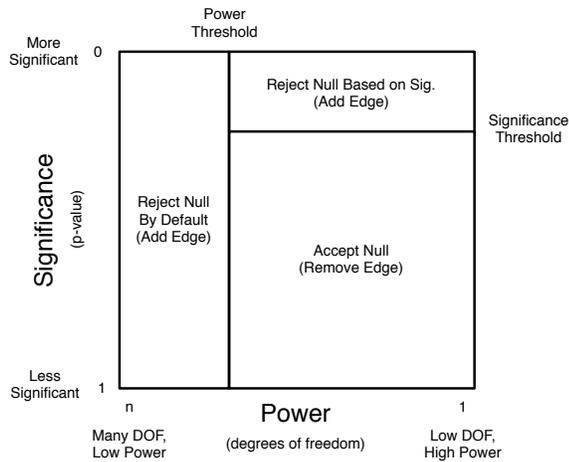 Power
Threshold
More
Significant
0
Reject Null Based on Sig.
(Add Edge)
Significance
Threshold
Significance
(p-value)
Reject Null
By Default
(Add Edge)
Accept Null
(Remove Edge)
Less
Significant
1
n
Power
1
Many DOF,
Low Power
(degrees of freedom)
Low DOF,
High Power